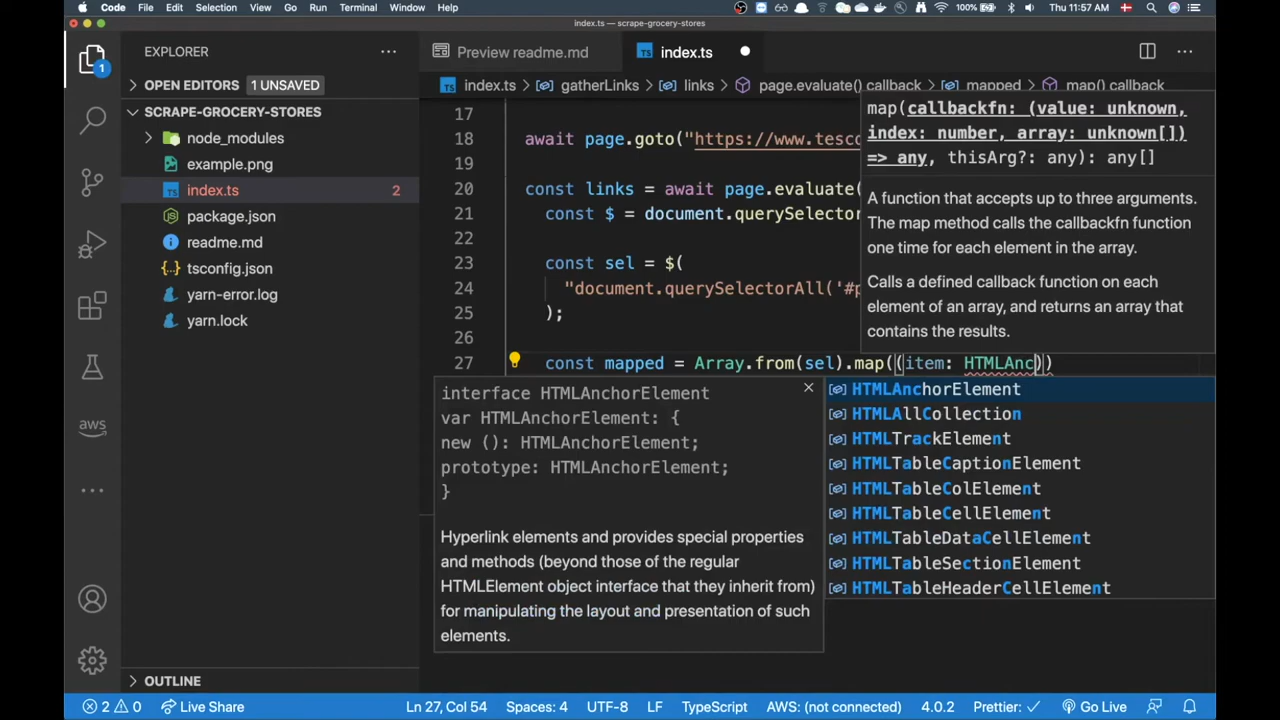 Code File Edit Selection View Go Run Terminal Window Help 100% Thu 11:57 AM
index.ts — scrape-grocery-stores
EXPLORER
Preview readme.md
index.ts
1
OPEN EDITORS 1 UNSAVED
index.ts › gatherLinks › links › page.evaluate() callback › mapped › map() callback
SCRAPE-GROCERY-STORES
node_modules
example.png
index.ts 2
package.json
readme.md
tsconfig.json
yarn-error.log
yarn.lock
aws
OUTLINE
17
18 await page.goto("https://www.tesco
19
20 const links = await page.evaluate(
21 const $ = document.querySelector
22
23 const sel = $(
24 "document.querySelectorAll('#p
25 );
26
27 const mapped = Array.from(sel).map((item: HTMLAnc))
map(callbackfn: (value: unknown,
index: number, array: unknown[])
=> any, thisArg?: any): any[]
A function that accepts up to three arguments.
The map method calls the callbackfn function
one time for each element in the array.
Calls a defined callback function on each
element of an array, and returns an array that
contains the results.
interface HTMLAnchorElement
var HTMLAnchorElement: {
new (): HTMLAnchorElement;
prototype: HTMLAnchorElement;
}
Hyperlink elements and provides special properties
and methods (beyond those of the regular
HTMLElement object interface that they inherit from)
for manipulating the layout and presentation of such
elements.
HTMLAnchorElement
HTMLAllCollection
HTMLTrackElement
HTMLTableCaptionElement
HTMLTableColElement
HTMLTableCellElement
HTMLTableDataCellElement
HTMLTableSectionElement
HTMLTableHeaderCellElement
2 0 Live Share Ln 27, Col 54 Spaces: 4 UTF-8 LF TypeScript AWS: (not connected) 4.0.2 Prettier: ✓ Go Live